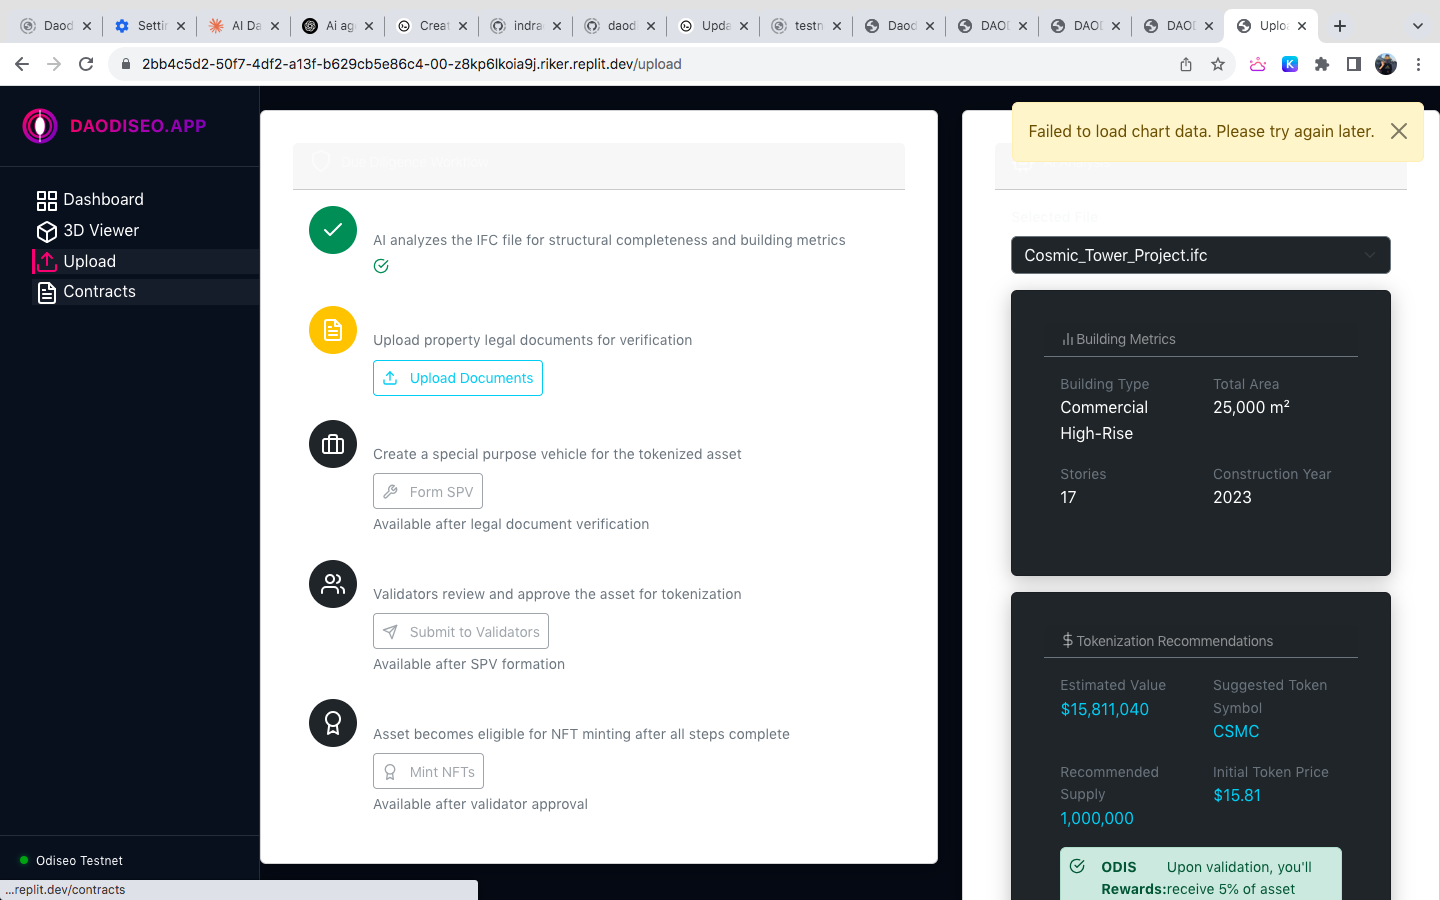 Daod
Settin
AI Da
Ai age
Creat
indra
daod
Upda
testn
Daod
DAOD
DAOD
DAOD
Uploa
2bb4c5d2-50f7-4df2-a13f-b629cb5e86c4-00-z8kp6lkoia9j.riker.replit.dev/upload
DAODISEO.APP
Dashboard
3D Viewer
Upload
Contracts
Odiseo Testnet
...replit.dev/contracts
AI analyzes the IFC file for structural completeness and building metrics
Upload property legal documents for verification
Upload Documents
Create a special purpose vehicle for the tokenized asset
Form SPV
Available after legal document verification
Validators review and approve the asset for tokenization
Submit to Validators
Available after SPV formation
Asset becomes eligible for NFT minting after all steps complete
Mint NFTs
Available after validator approval
Failed to load chart data. Please try again later.
Selected File
Cosmic_Tower_Project.ifc
Building Metrics
Building Type
Commercial
High-Rise
Total Area
25,000 m²
Stories
17
Construction Year
2023
$ Tokenization Recommendations
Estimated Value
$15,811,040
Suggested Token
Symbol
CSMC
Recommended
Supply
1,000,000
Initial Token Price
$15.81
ODIS
Rewards:
Upon validation, you'll
receive 5% of asset